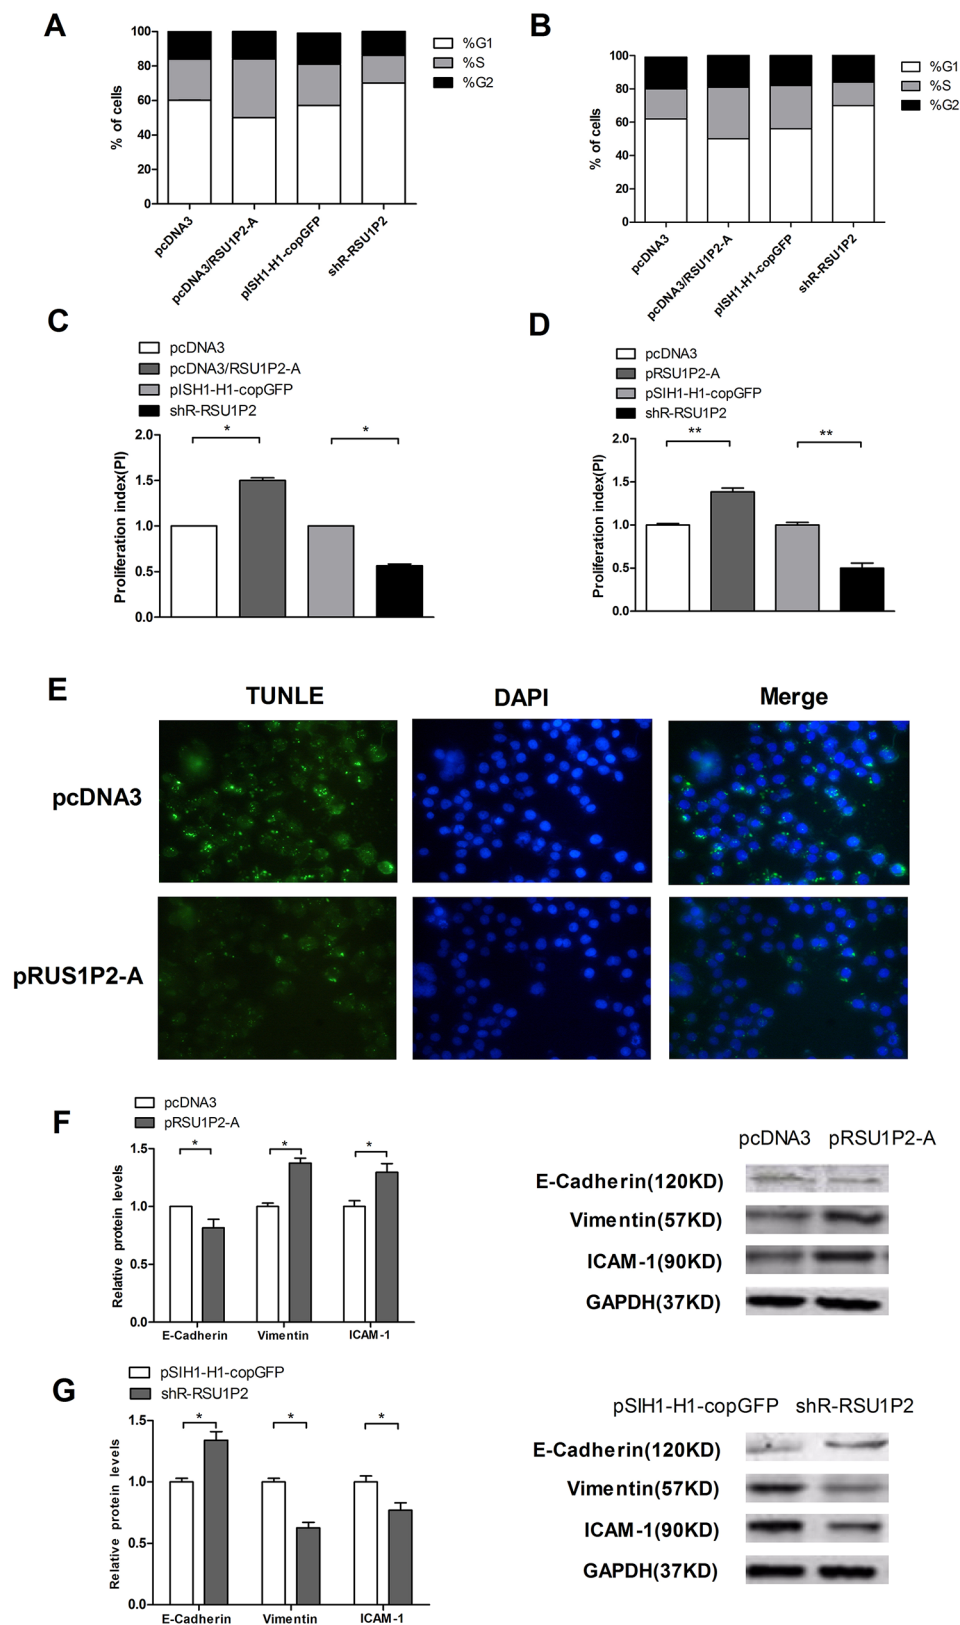 A
% of cells
100
80
60
40
20
0
pcDNA3
pcDNA3/RSU1P2-A
pISH1-H1-copGFP
shR-RSU1P2
%G1
%S
%G2
B
% of cells
100
80
60
40
20
0
pcDNA3
pcDNA3/RSU1P2-A
pISH1-H1-copGFP
shR-RSU1P2
%G1
%S
%G2
C
pcDNA3
pcDNA3/RSU1P2-A
pISH1-H1-copGFP
shR-RSU1P2
Proliferation index(PI)
2.0
1.5
1.0
0.5
0.0
*
*
D
pcDNA3
pRSU1P2-A
pSIH1-H1-copGFP
shR-RSU1P2
Proliferation index(PI)
2.0
1.5
1.0
0.5
0.0
**
**
E
TUNLE
DAPI
Merge
pcDNA3
pRUS1P2-A
F
pcDNA3
pRSU1P2-A
Relative protein levels
1.5
1.0
0.5
0.0
*
*
*
E-Cadherin
Vimentin
ICAM-1
pcDNA3 pRSU1P2-A
E-Cadherin(120KD)
Vimentin(57KD)
ICAM-1(90KD)
GAPDH(37KD)
G
pSIH1-H1-copGFP
shR-RSU1P2
Relative protein levels
1.5
1.0
0.5
0.0
*
*
*
E-Cadherin
Vimentin
ICAM-1
pSIH1-H1-copGFP shR-RSU1P2
E-Cadherin(120KD)
Vimentin(57KD)
ICAM-1(90KD)
GAPDH(37KD)